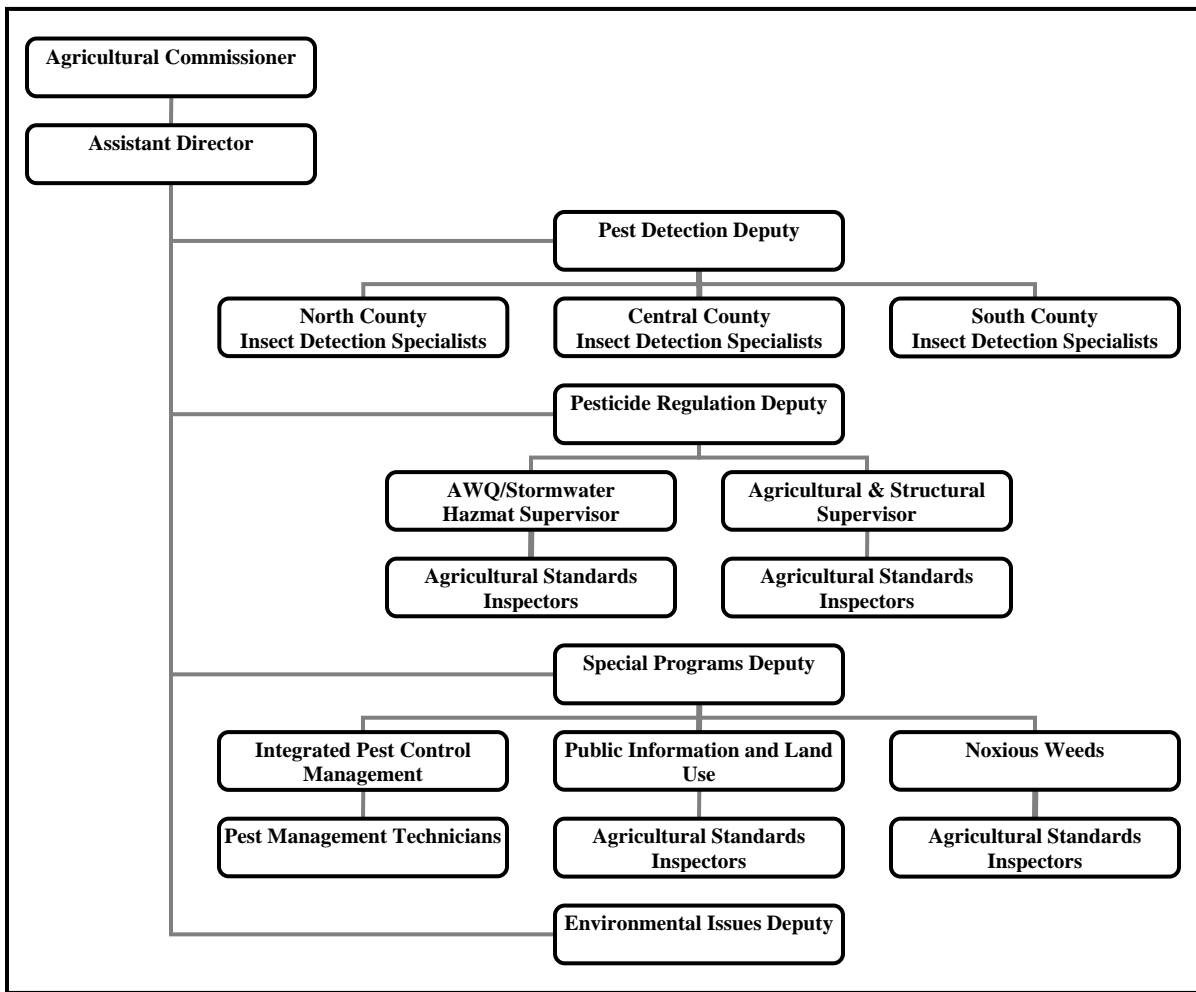 Agricultural Commissioner
Assistant Director
Pest Detection Deputy
North County
Insect Detection Specialists
Central County
Insect Detection Specialists
South County
Insect Detection Specialists
Pesticide Regulation Deputy
AWQ/Stormwater
Hazmat Supervisor
Agricultural & Structural
Supervisor
Agricultural Standards
Inspectors
Agricultural Standards
Inspectors
Special Programs Deputy
Integrated Pest Control
Management
Public Information and Land
Use
Noxious Weeds
Pest Management Technicians
Agricultural Standards
Inspectors
Agricultural Standards
Inspectors
Environmental Issues Deputy